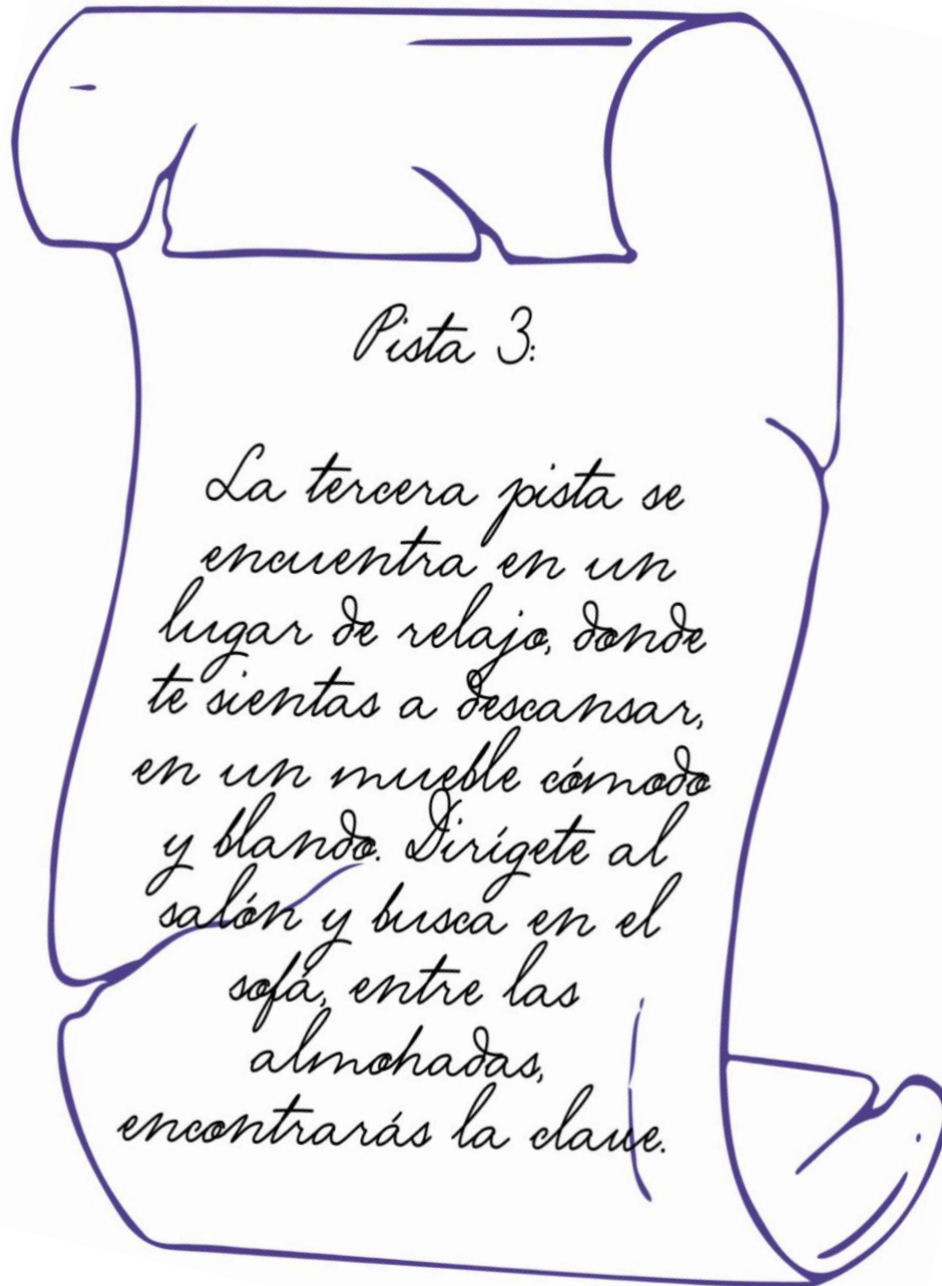 Pista 3:
La tercera pista se
encuentra en un
lugar de relajo, donde
te sientas a descansar,
en un mueble cómodo
y blando. Dirígete al
salón y busca en el
sofá, entre las
almohadas,
encontrarás la clave.